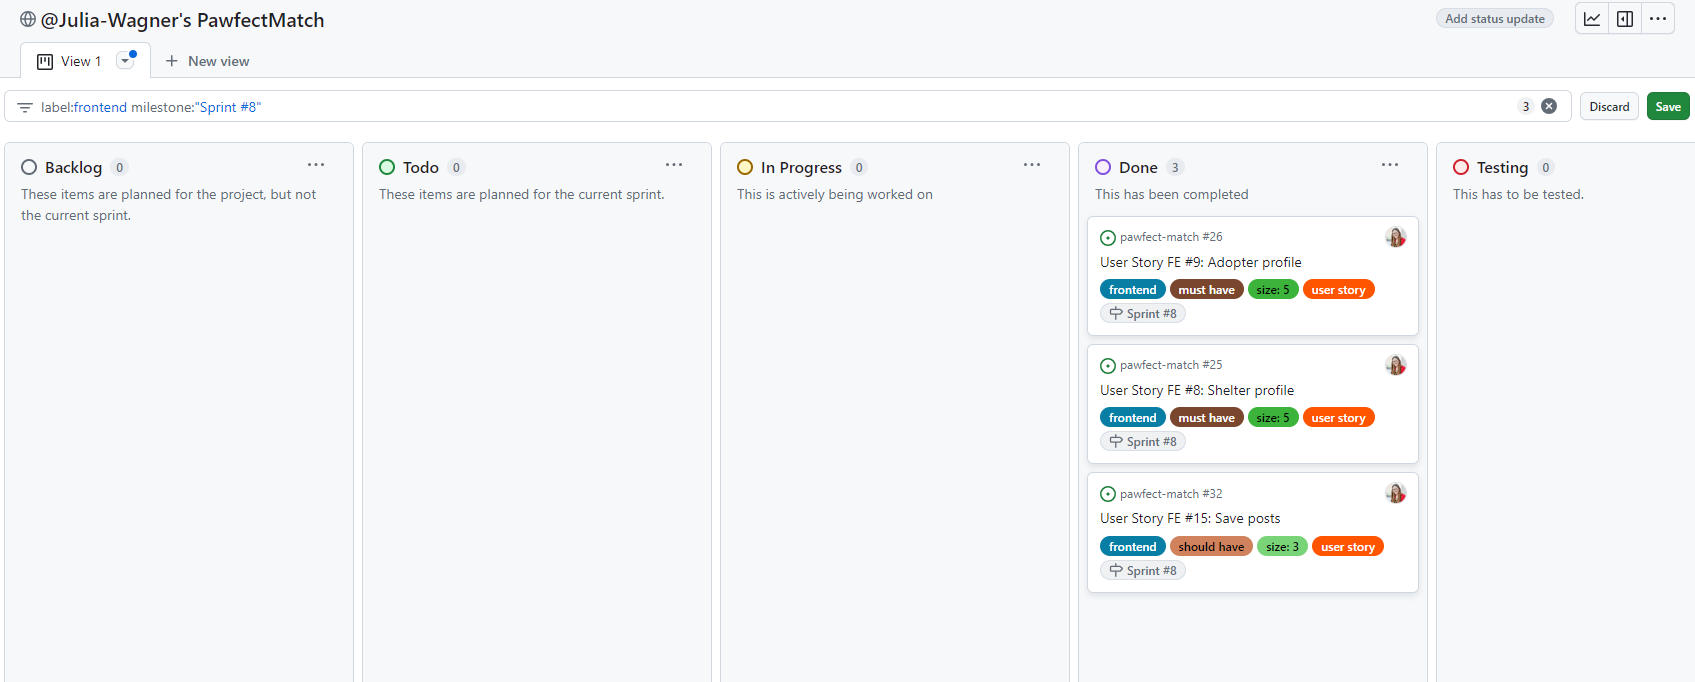 @Julia-Wagner's PawfectMatch
Add status update
View 1
New view
label:frontend milestone:"Sprint #8"
3
Discard
Save
Backlog 0
These items are planned for the project, but not
the current sprint.
Todo 0
These items are planned for the current sprint.
In Progress 0
This is actively being worked on
Done 3
This has been completed
pawfect-match #26
User Story FE #9: Adopter profile
frontend must have size: 5 user story
Sprint #8
pawfect-match #25
User Story FE #8: Shelter profile
frontend must have size: 5 user story
Sprint #8
pawfect-match #32
User Story FE #15: Save posts
frontend should have size: 3 user story
Sprint #8
Testing 0
This has to be tested.